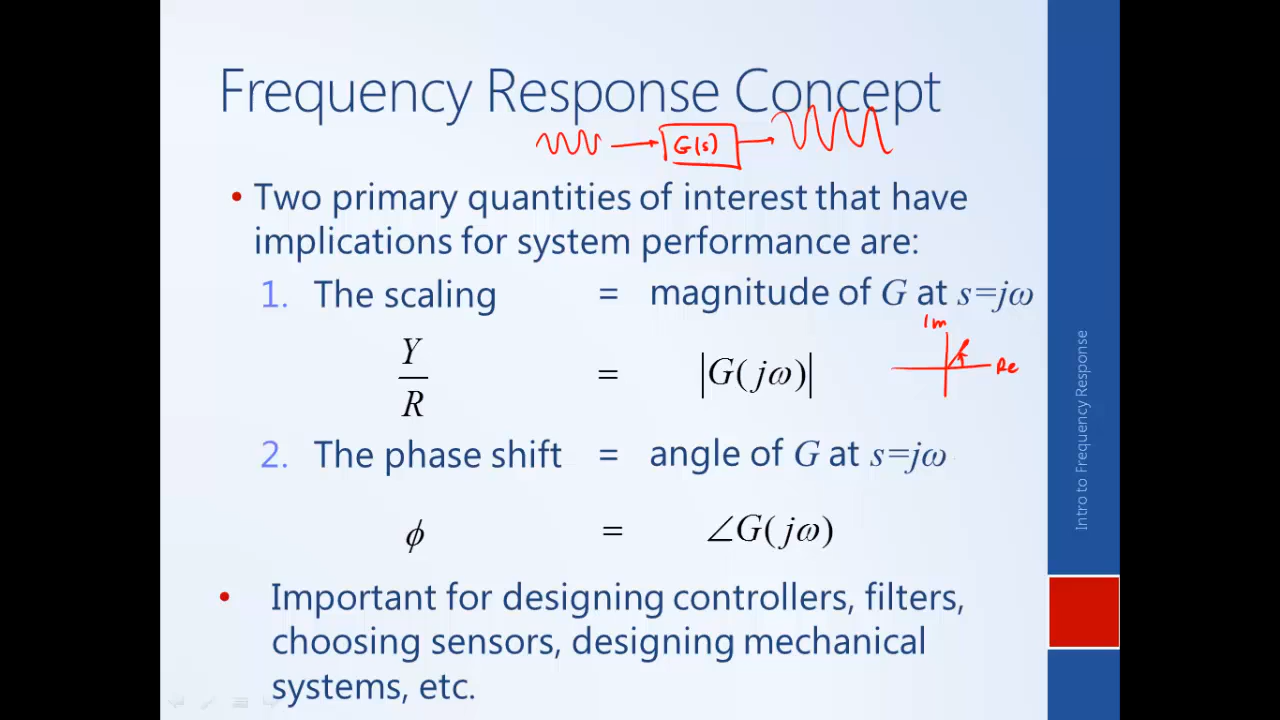 Frequency Response Concept
G(s)
• Two primary quantities of interest that have
implications for system performance are:
1. The scaling = magnitude of G at s=jω
Im
Y/R = |G(jω)|
Re
2. The phase shift = angle of G at s=jω
ϕ = ∠G(jω)
• Important for designing controllers, filters,
choosing sensors, designing mechanical
systems, etc.
Intro to Frequency Response